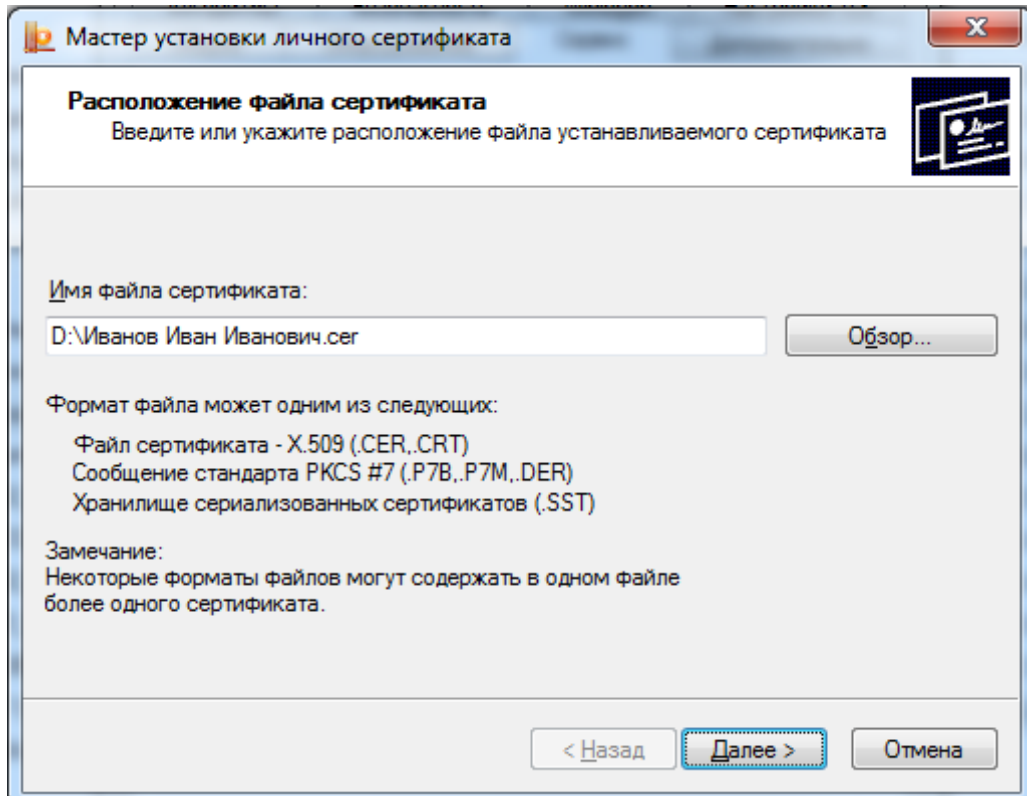 Мастер установки личного сертификата
Расположение файла сертификата
Введите или укажите расположение файла устанавливаемого сертификата
Имя файла сертификата:
D:\Иванов Иван Иванович.cer
Обзор...
Формат файла может одним из следующих:
Файл сертификата - X.509 (.CER,.CRT)
Сообщение стандарта PKCS #7 (.P7B,.P7M,.DER)
Хранилище сериализованных сертификатов (.SST)
Замечание:
Некоторые форматы файлов могут содержать в одном файле
более одного сертификата.
< Назад
Далее >
Отмена